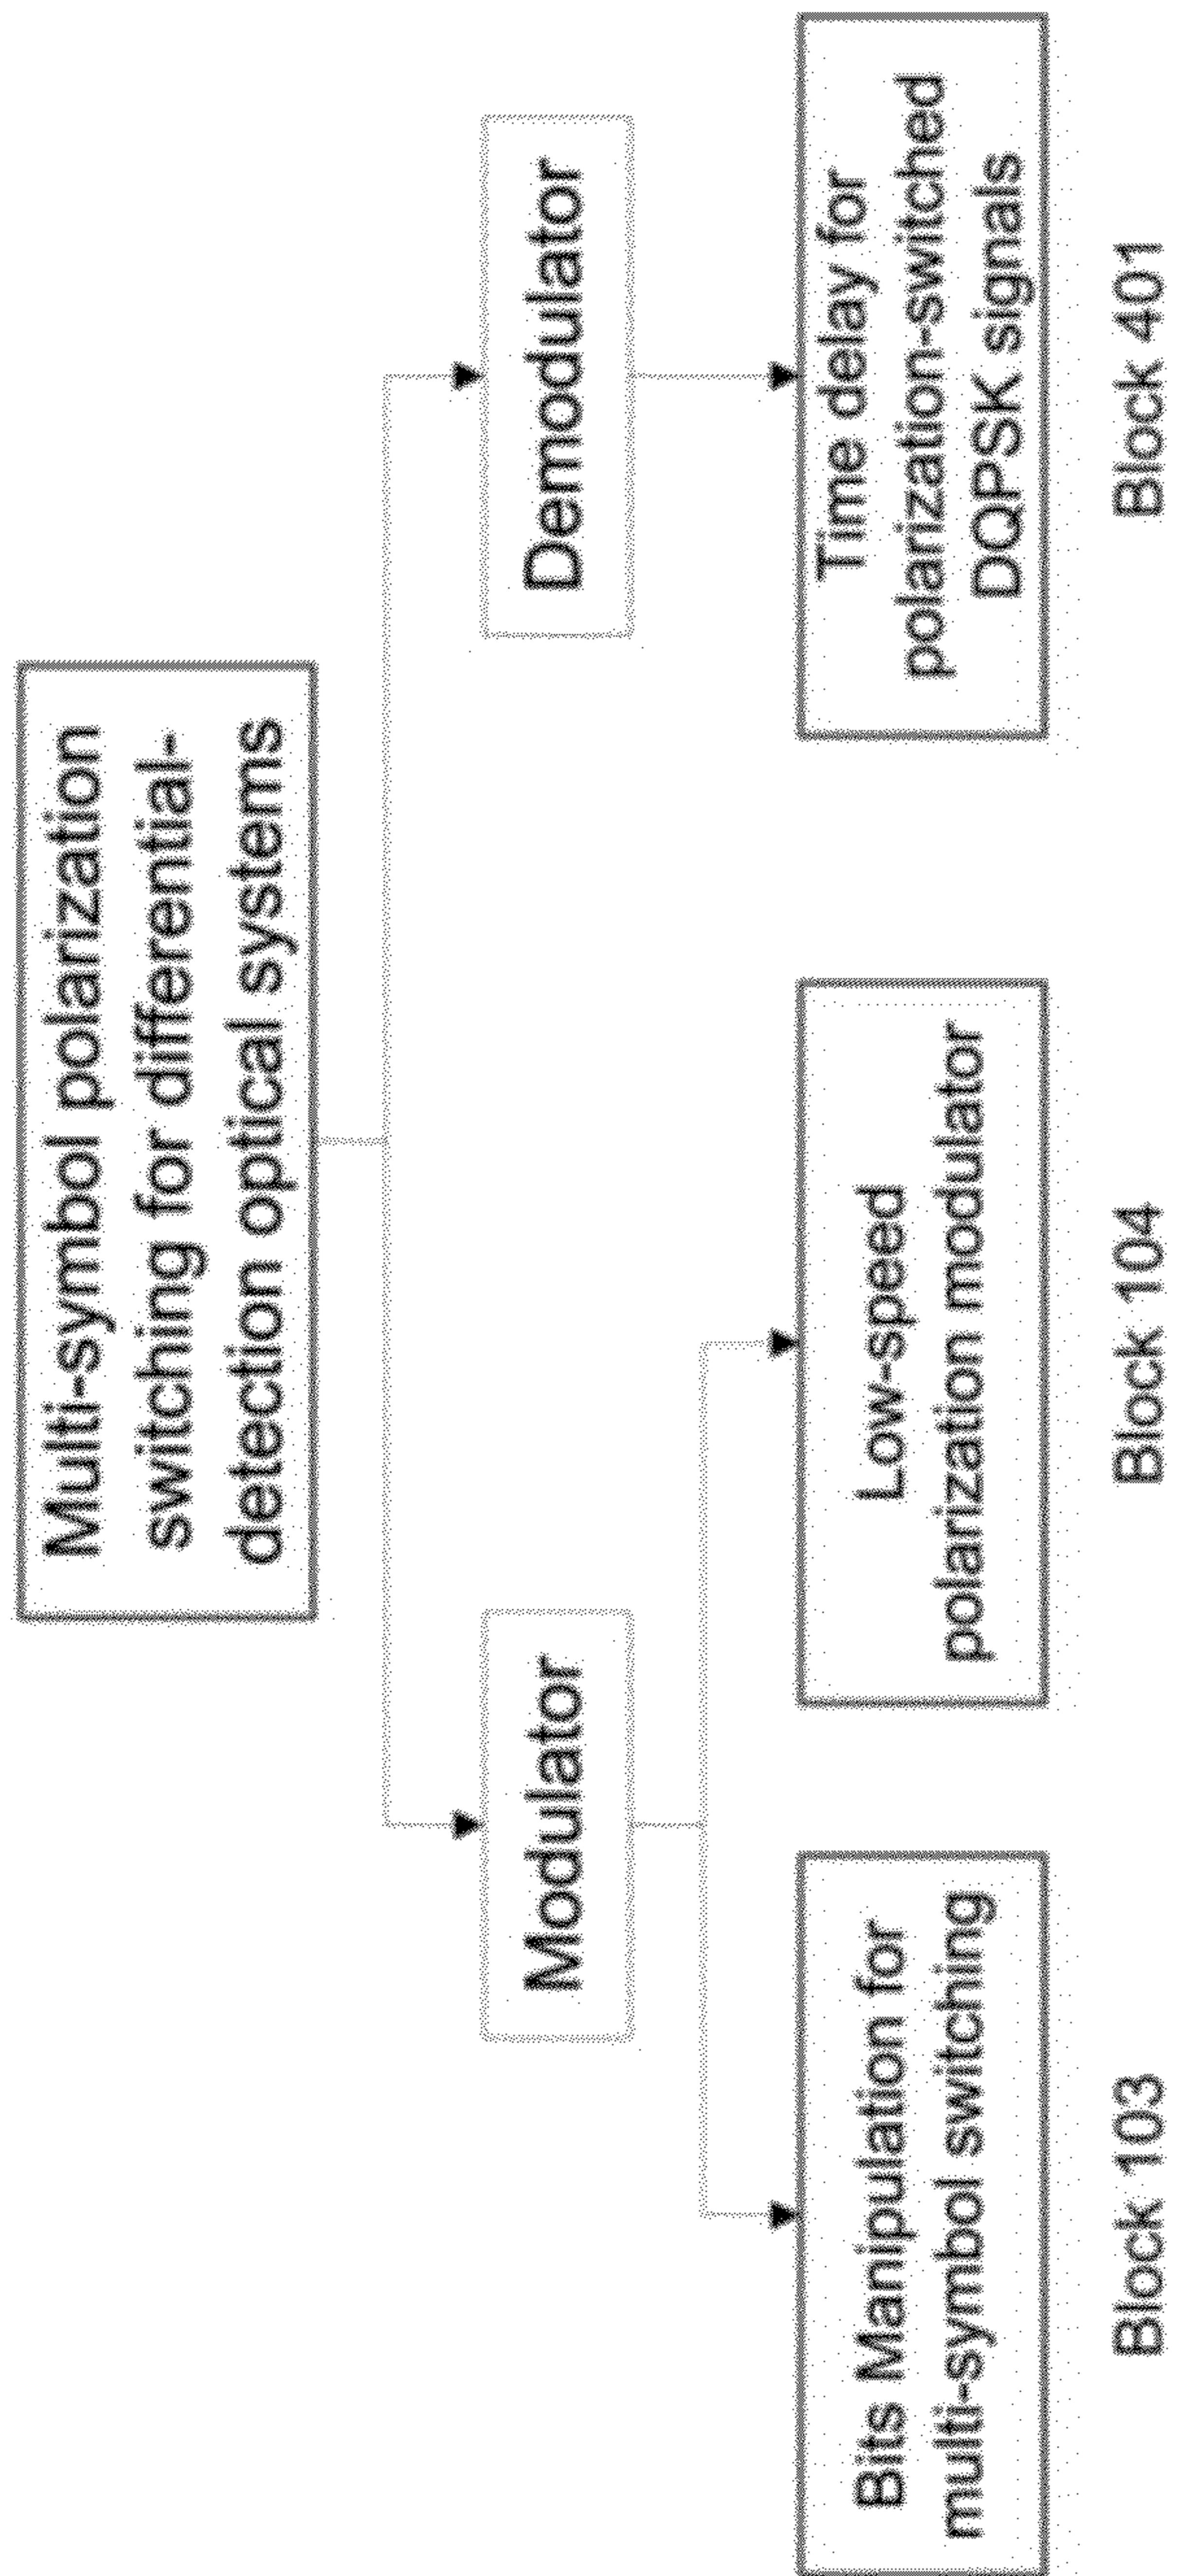 Multi-symbol polarization
switching for differential-
detection optical systems
Modulator
Demodulator
Bits Manipulation for
multi-symbol switching
Low-speed
polarization modulator
Time delay for
polarization-switched
DQPSK signals
Block 103
Block 104
Block 401